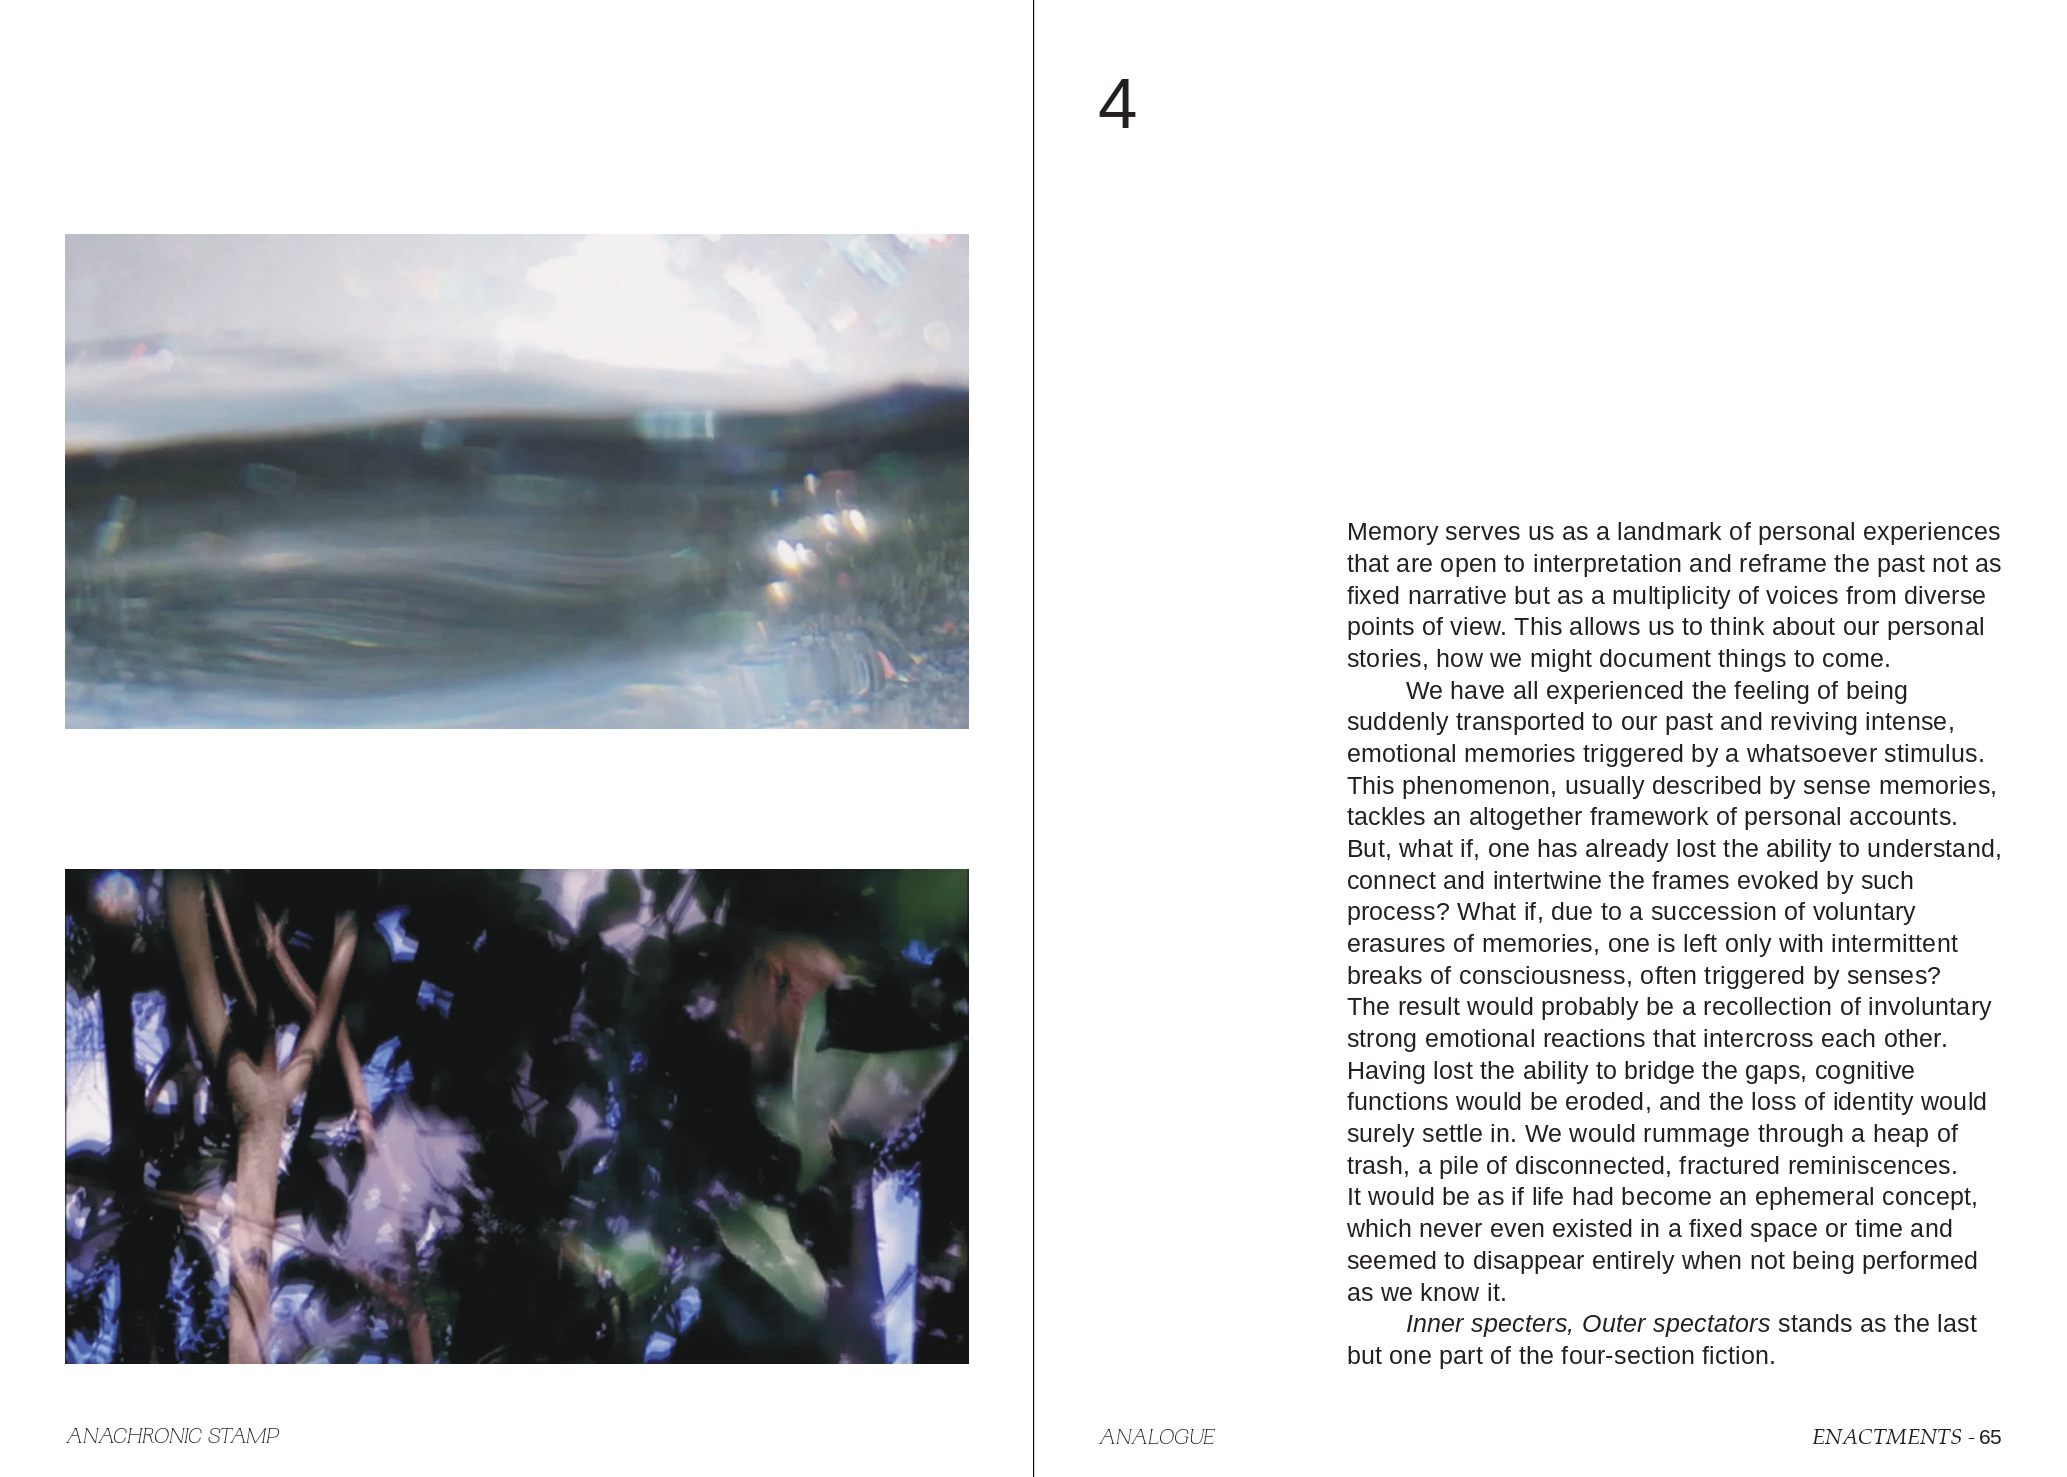 4
Memory serves us as a landmark of personal experiences
that are open to interpretation and reframe the past not as
fixed narrative but as a multiplicity of voices from diverse
points of view. This allows us to think about our personal
stories, how we might document things to come.
We have all experienced the feeling of being
suddenly transported to our past and reviving intense,
emotional memories triggered by a whatsoever stimulus.
This phenomenon, usually described by sense memories,
tackles an altogether framework of personal accounts.
But, what if, one has already lost the ability to understand,
connect and intertwine the frames evoked by such
process? What if, due to a succession of voluntary
erasures of memories, one is left only with intermittent
breaks of consciousness, often triggered by senses?
The result would probably be a recollection of involuntary
strong emotional reactions that intercross each other.
Having lost the ability to bridge the gaps, cognitive
functions would be eroded, and the loss of identity would
surely settle in. We would rummage through a heap of
trash, a pile of disconnected, fractured reminiscences.
It would be as if life had become an ephemeral concept,
which never even existed in a fixed space or time and
seemed to disappear entirely when not being performed
as we know it.
Inner specters, Outer spectators stands as the last
but one part of the four-section fiction.
ANACHRONIC STAMP
ANALOGUE
ENACTMENTS - 65